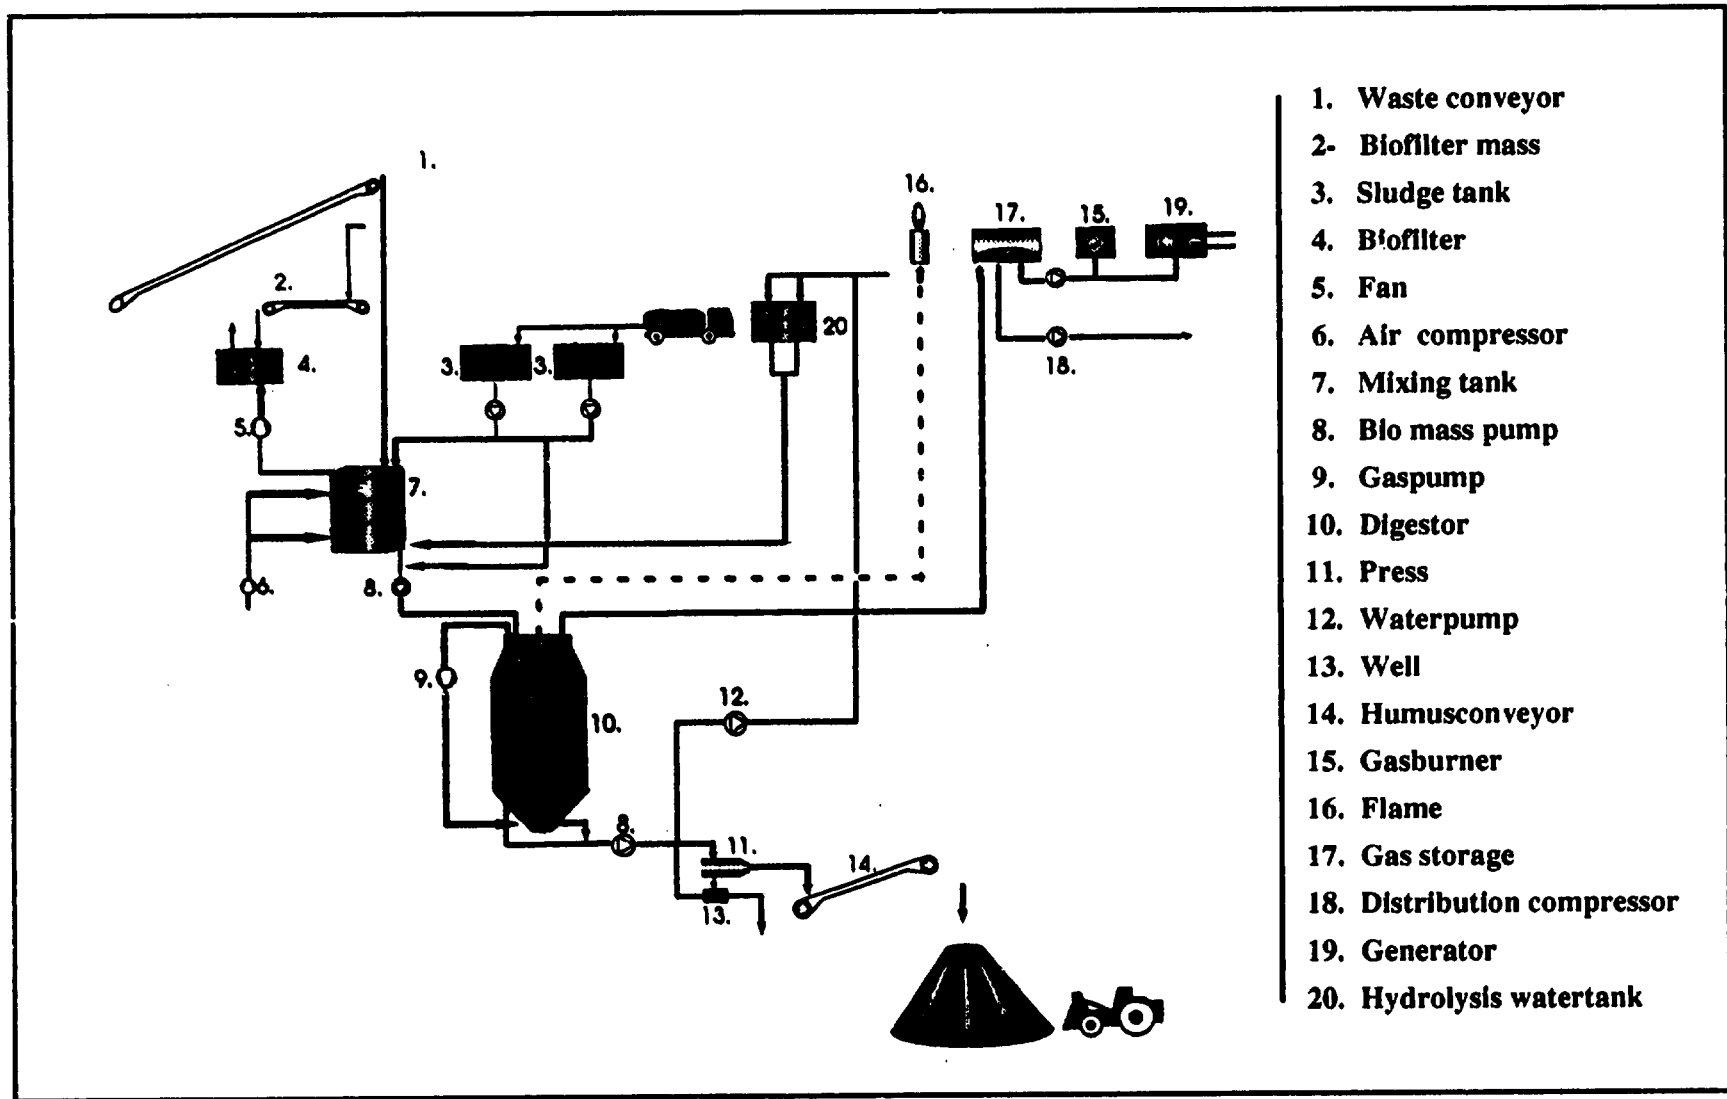 1.
16.
17.
15.
19.
2.
20
4.
3.
3.
18.
5.
7.
6.
8.
9.
12.
10.
8.
11.
14.
13.
1. Waste conveyor
2- Biofilter mass
3. Sludge tank
4. Biofilter
5. Fan
6. Air compressor
7. Mixing tank
8. Bio mass pump
9. Gaspump
10. Digestor
11. Press
12. Waterpump
13. Well
14. Humusconveyor
15. Gasburner
16. Flame
17. Gas storage
18. Distribution compressor
19. Generator
20. Hydrolysis watertank